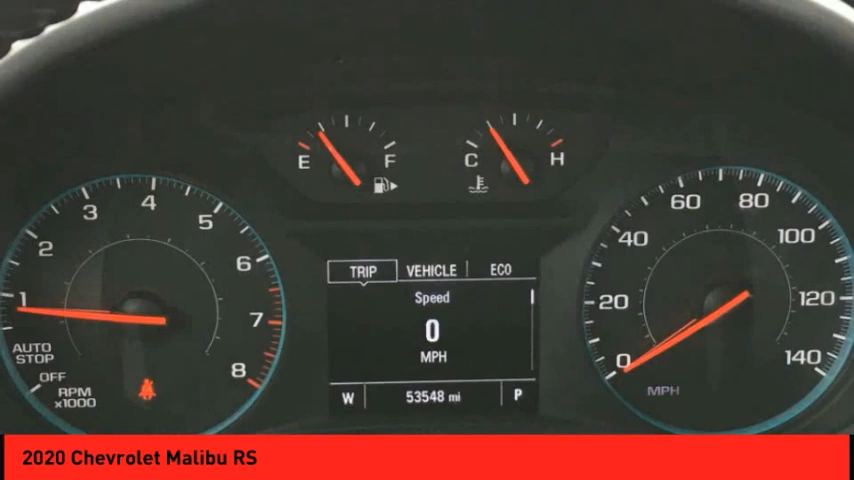 E F
C H
1 2 3 4 5 6 7 8
AUTO
STOP
OFF
RPM
x1000
TRIP VEHICLE ECO
Speed
0
MPH
W 53548 mi P
0 20 40 60 80 100 120 140
MPH
2020 Chevrolet Malibu RS